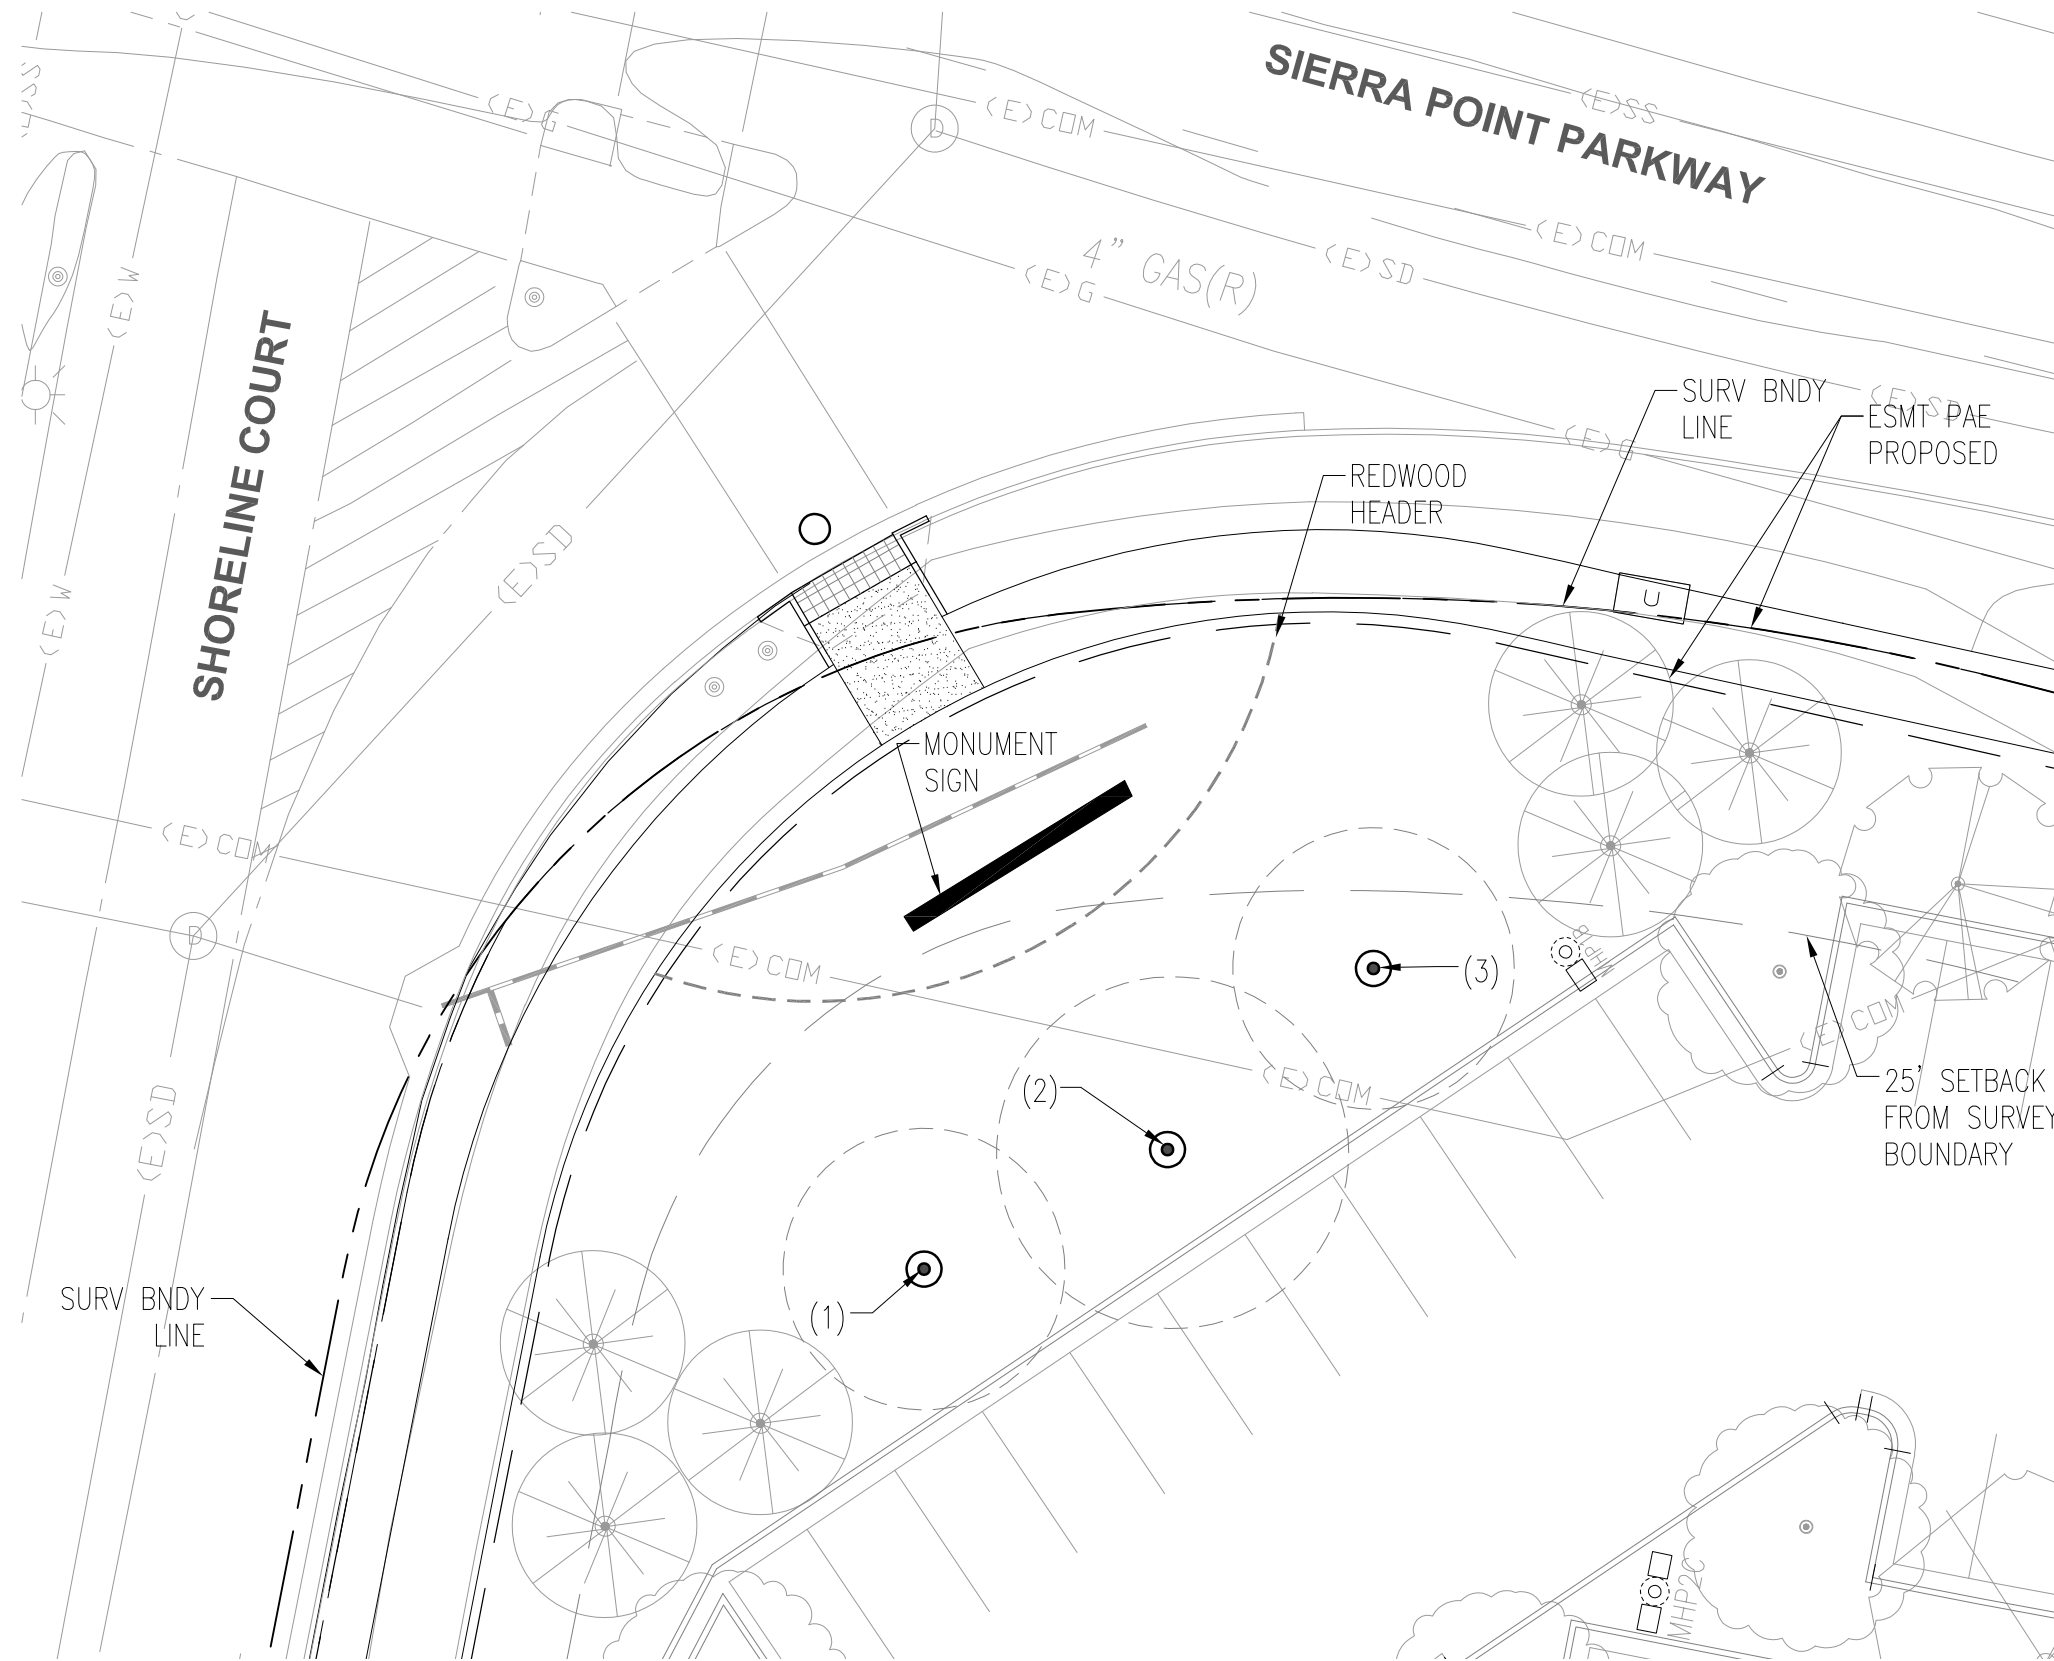 SIERRA POINT PARKWAY
(E)SS
(E)SS
(E)G
(E)COM
D
(E)COM
(E)SD
4" GAS(R)
(E)G
(E)W
SHORELINE COURT
SURV BNDY
LINE
(E)SD
ESMT PAE
PROPOSED
(E)G
REDWOOD
HEADER
(E)SD
(E)W
U
MONUMENT
SIGN
(E)COM
D
(E)COM
(3)
(E)COM
(2)
(E)COM
25' SETBACK
FROM SURVEY
BOUNDARY
(E)SD
SURV BNDY
LINE
(1)